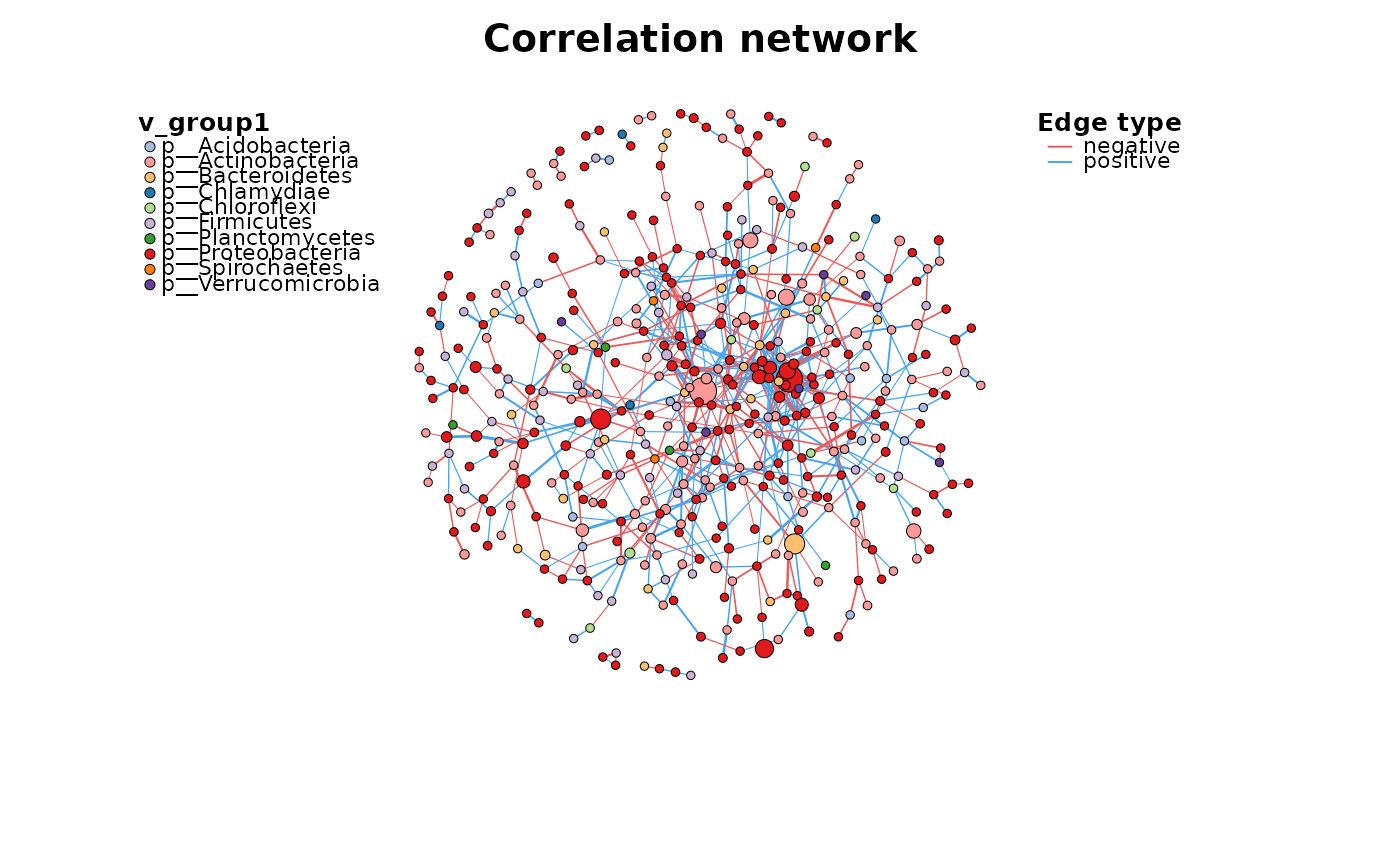 Correlation network
v_group1
p__Acidobacteria
p__Actinobacteria
p__Bacteroidetes
p__Chlamydiae
p__Chloroflexi
p__Firmicutes
p__Planctomycetes
p__Proteobacteria
p__Spirochaetes
p__Verrucomicrobia
Edge type
negative
positive